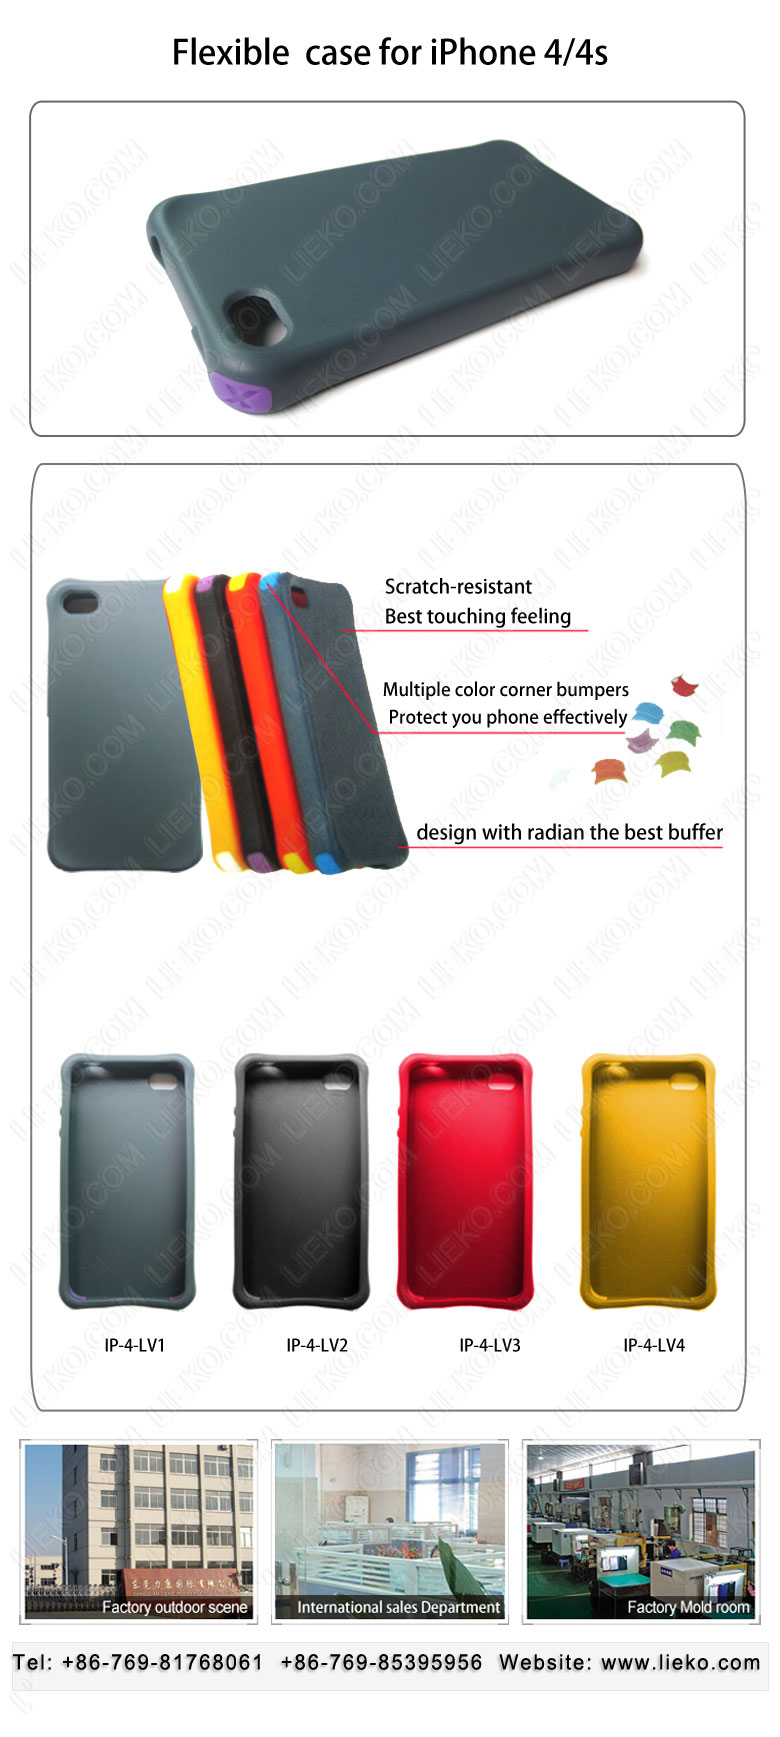 Flexible case for iPhone 4/4s
X
Scratch-resistant
Best touching feeling
Multiple color corner bumpers
Protect you phone effectively
design with radian the best buffer
IP-4-LV1 IP-4-LV2 IP-4-LV3 IP-4-LV4
Factory outdoor scene
International sales Department
Factory Mold room
Tel: +86-769-81768061 +86-769-85395956 Website: www.lieko.com
LIEKO.COM